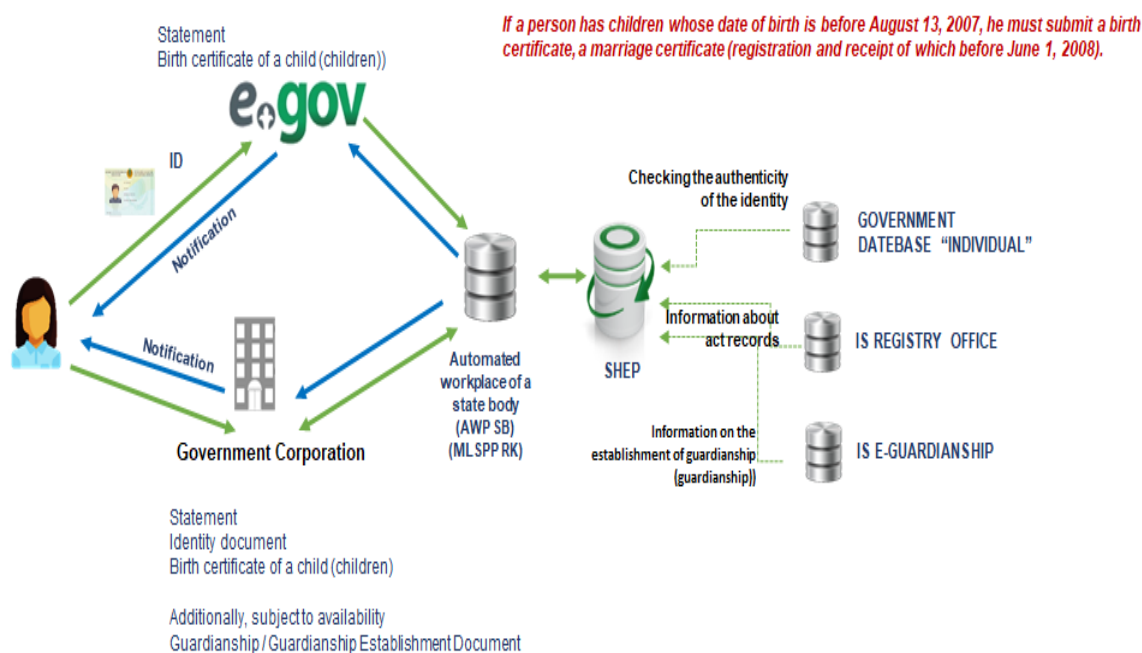 If a person has children whose date of birth is before August 13, 2007, he must submit a birth
certificate, a marriage certificate (registration and receipt of which before June 1, 2008).
Statement
Birth certificate of a child (children))
e.gov
ID
Notification
Notification
Government Corporation
Automated
workplace of a
state body
(AWP SB)
(MLSPP RK)
SHEP
Checking the authenticity
of the identity
Information about
act records
Information on the
establishment of guardianship
(guardianship))
GOVERNMENT
DATEBASE “INDIVIDUAL”
IS REGISTRY OFFICE
IS E-GUARDIANSHIP
Statement
Identity document
Birth certificate of a child (children)
Additionally, subject to availability
Guardianship / Guardianship Establishment Document